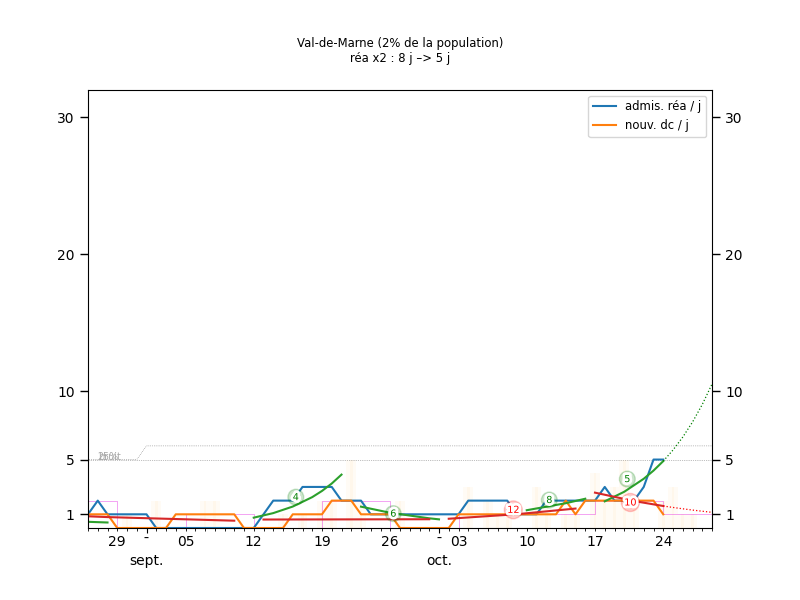 Val-de-Marne (2% de la population)
réa x2 : 8 j –> 5 j
admis. réa / j
nouv. dc / j
30 30
20 20
10 10
5 5
1 1
4
6
12
8
5
10
29 - 05 12 19 26 - 03 10 17 24
sept. oct.